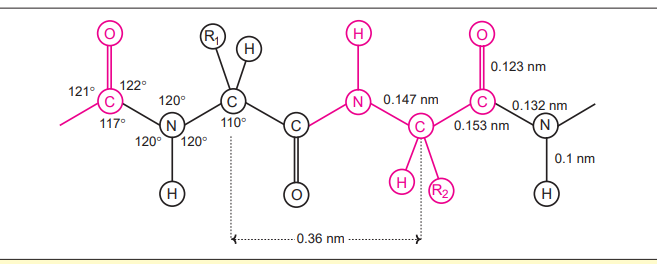 O R₁ H H O
0.123 nm
121° 122° C 120° C N 0.147 nm C 0.132 nm
117° N 110° C C 0.153 nm N
120° 120°
0.1 nm
H O H R₂ H
0.36 nm